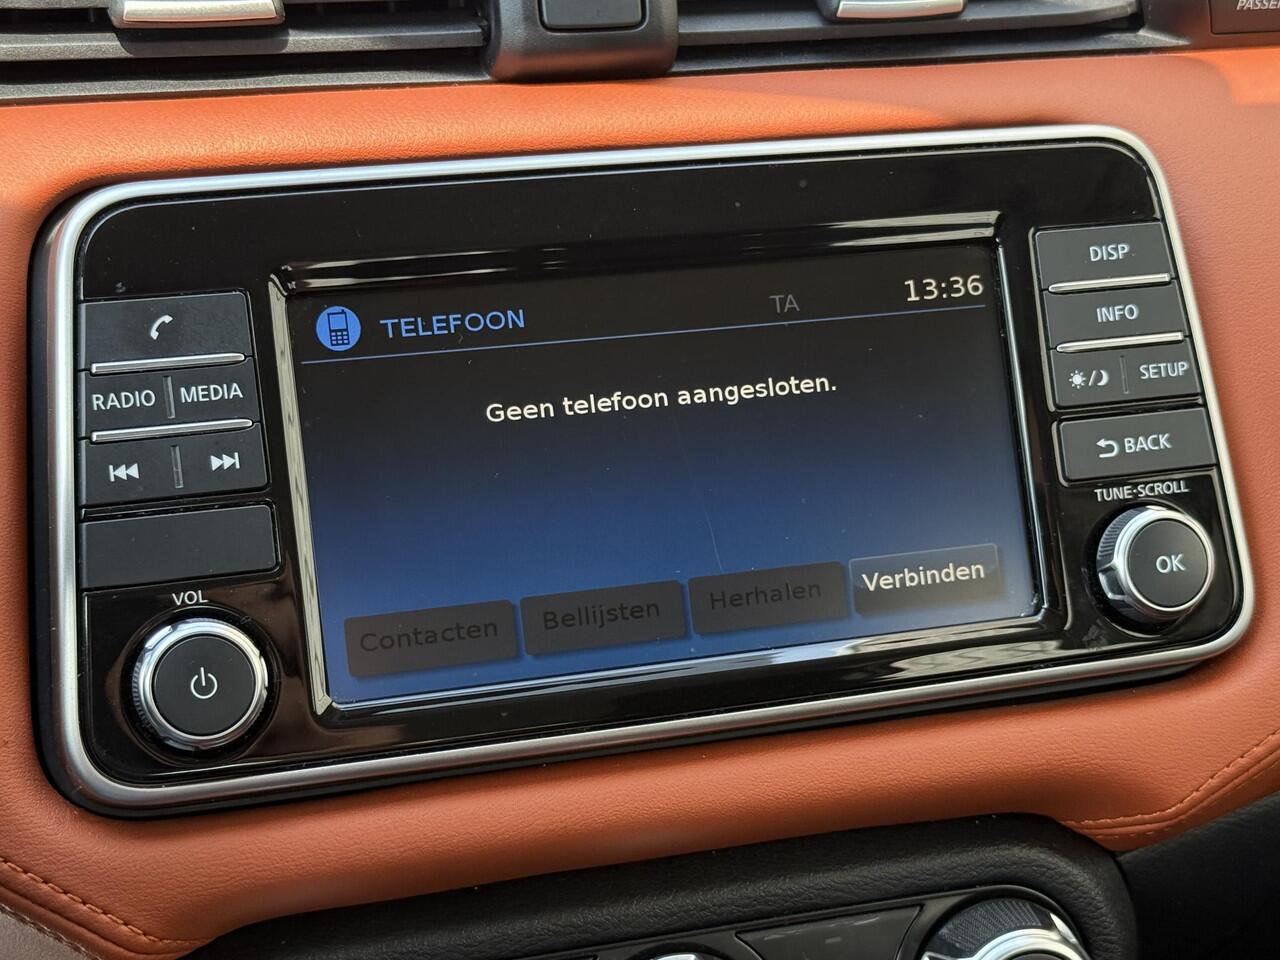 TELEFOON
TA
13:36
Geen telefoon aangesloten.
Contacten
Bellijsten
Herhalen
Verbinden
RADIO
MEDIA
VOL
DISP
INFO
SETUP
BACK
TUNE·SCROLL
OK